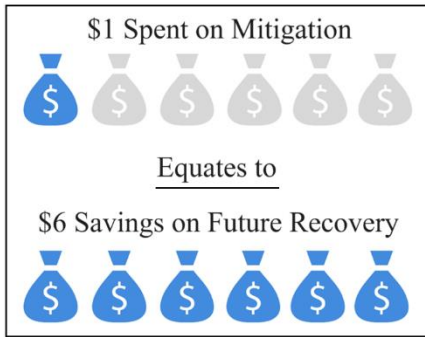 $1 Spent on Mitigation
$ $ $ $ $ $
Equates to
$6 Savings on Future Recovery
$ $ $ $ $ $